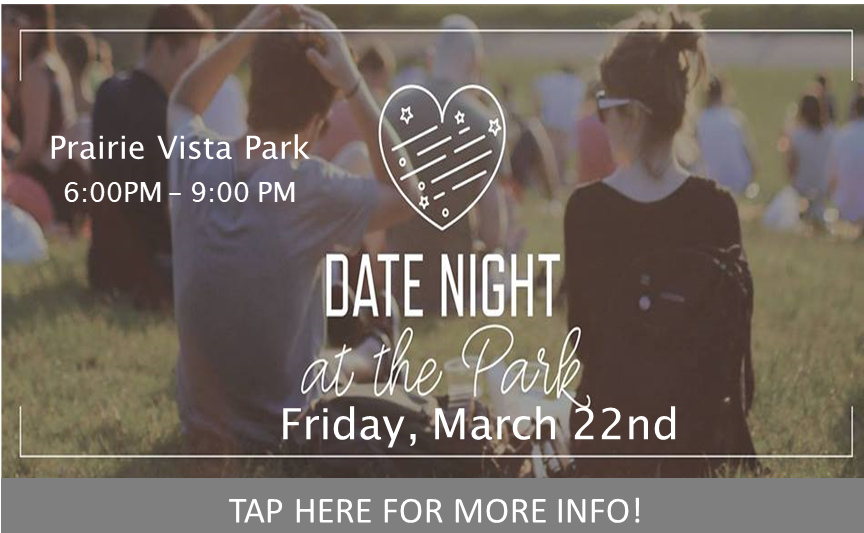 Prairie Vista Park
6:00PM – 9:00 PM
DATE NIGHT
at the Park
Friday, March 22nd
TAP HERE FOR MORE INFO!